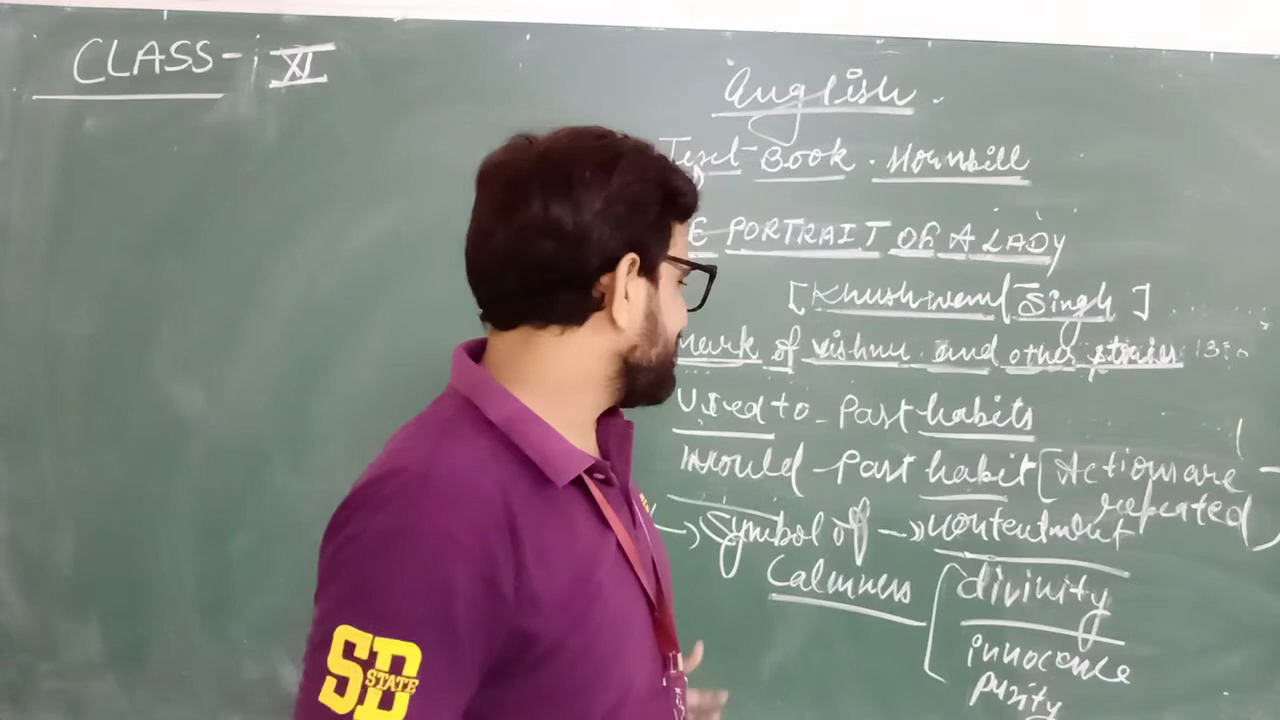 CLASS - XI
English.
Text-Book. Hornbill
E PORTRAIT OF A LADY
[Khushwant Singh]
mark of vishnu and other stories
Used to - Past habits
Would - Past habit [Actions are
repeated]
→ Symbol of → contentment
Calmness
divinity
innocence
purity
SD
STATE